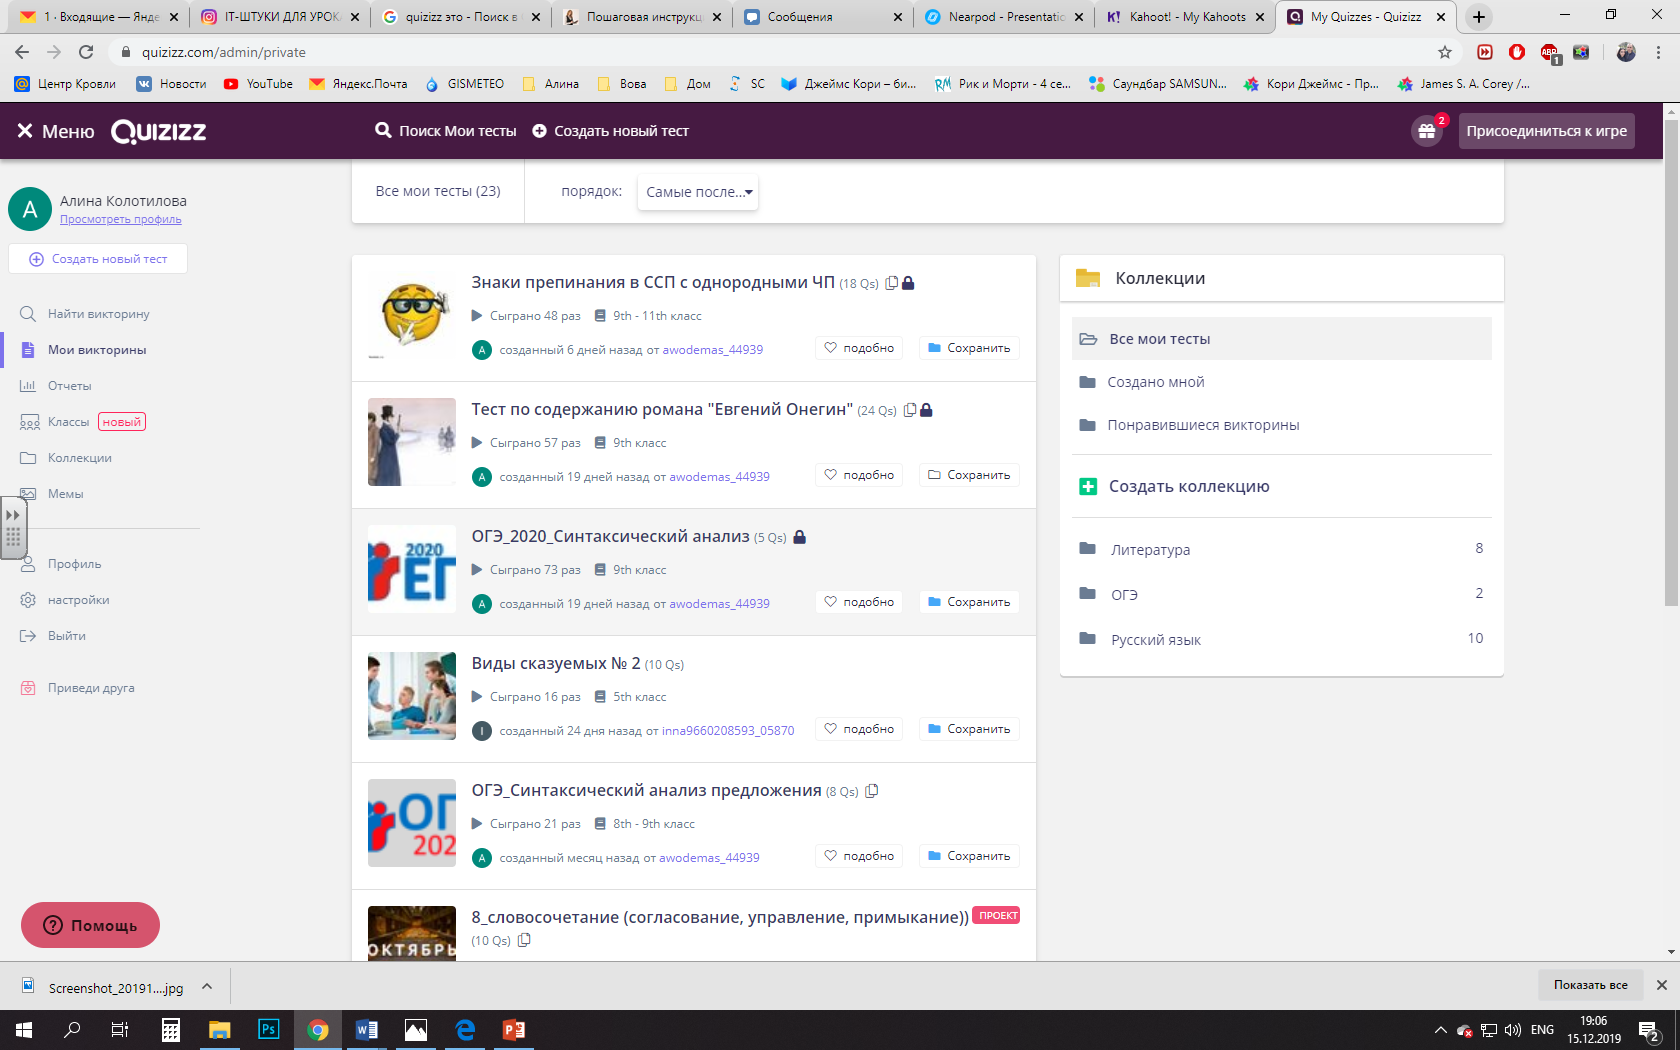 1 · Входящие — Янде
IT-ШТУКИ ДЛЯ УРОК
quizizz это - Поиск в
Пошаговая инструкц
Сообщения
Nearpod - Presentatio
K! Kahoot! - My Kahoots
My Quizzes - Quizizz
quizizz.com/admin/private
ABP 1
Центр Кровли
Новости
YouTube
Яндекс.Почта
GISMETEO
Алина
Вова
Дом
SC
Джеймс Кори – би...
RM Рик и Морти - 4 се...
Саундбар SAMSUN...
Кори Джеймс - Пр...
James S. A. Corey /...
Меню
Quizizz
Поиск Мои тесты
Создать новый тест
2
Присоединиться к игре
A
Алина Колотилова
Просмотреть профиль
Создать новый тест
Найти викторину
Мои викторины
Отчеты
Классы новый
Коллекции
Мемы
Профиль
настройки
Выйти
Приведи друга
Помощь
Все мои тесты (23)
порядок:
Самые после...
Знаки препинания в ССП с однородными ЧП (18 Qs)
Сыграно 48 раз 9th - 11th класс
A созданный 6 дней назад от awodemas_44939 подобно Сохранить
Тест по содержанию романа "Евгений Онегин" (24 Qs)
Сыграно 57 раз 9th класс
A созданный 19 дней назад от awodemas_44939 подобно Сохранить
2020
ЕГ
ОГЭ_2020_Синтаксический анализ (5 Qs)
Сыграно 73 раз 9th класс
A созданный 19 дней назад от awodemas_44939 подобно Сохранить
Виды сказуемых № 2 (10 Qs)
Сыграно 16 раз 5th класс
I созданный 24 дня назад от inna9660208593_05870 подобно Сохранить
ОГ
202
ОГЭ_Синтаксический анализ предложения (8 Qs)
Сыграно 21 раз 8th - 9th класс
A созданный месяц назад от awodemas_44939 подобно Сохранить
ОКТЯБРЬ
8_словосочетание (согласование, управление, примыкание)) ПРОЕКТ
(10 Qs)
Коллекции
Все мои тесты
Создано мной
Понравившиеся викторины
Создать коллекцию
Литература 8
ОГЭ 2
Русский язык 10
Screenshot_20191....jpg
Показать все
Ps
ENG
19:06
15.12.2019
2